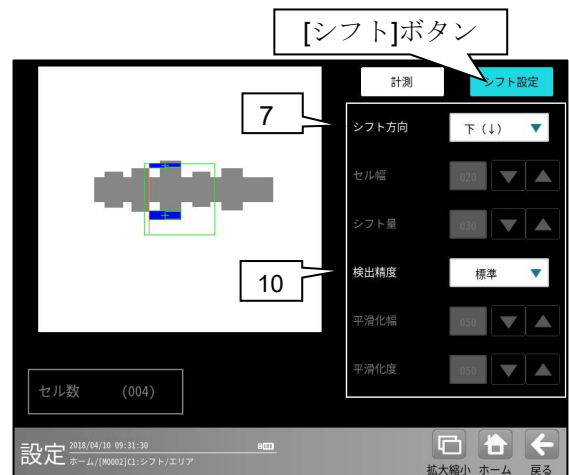 [シフト]ボタン
計測
シフト設定
7
シフト方向
下 (↓)
セル幅
020
シフト量
030
10
検出精度
標準
平滑化幅
050
平滑化度
050
セル数 (004)
設定
2018/04/10 09:31:30
ホーム/[M0002]C1:シフト/エリア
拡大縮小 ホーム 戻る